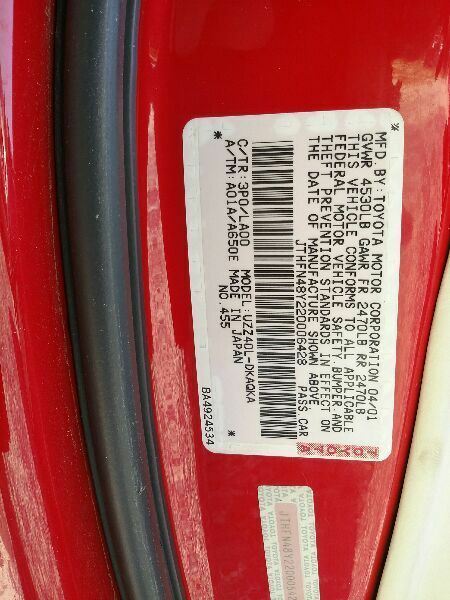 MFD.BY:TOYOTA MOTOR CORPORATION 04/01
GVWR 4530LB GAWR FR 2470LB RR 2470LB
THIS VEHICLE CONFORMS TO ALL APPLICABLE
FEDERAL MOTOR VEHICLE SAFETY,BUMPER,AND
THEFT PREVENTION STANDARDS IN EFFECT ON
THE DATE OF MANUFACTURE SHOWN ABOVE.
JTHFN48Y220006428 PASS.CAR
* *
C/TR:3P0/LA00 MODEL:UZZ40L-DKAQKA
A/TM:A01A/A650E MADE IN JAPAN
NO.455
BA4924534
TOYOTA
JTHFN48Y2200064